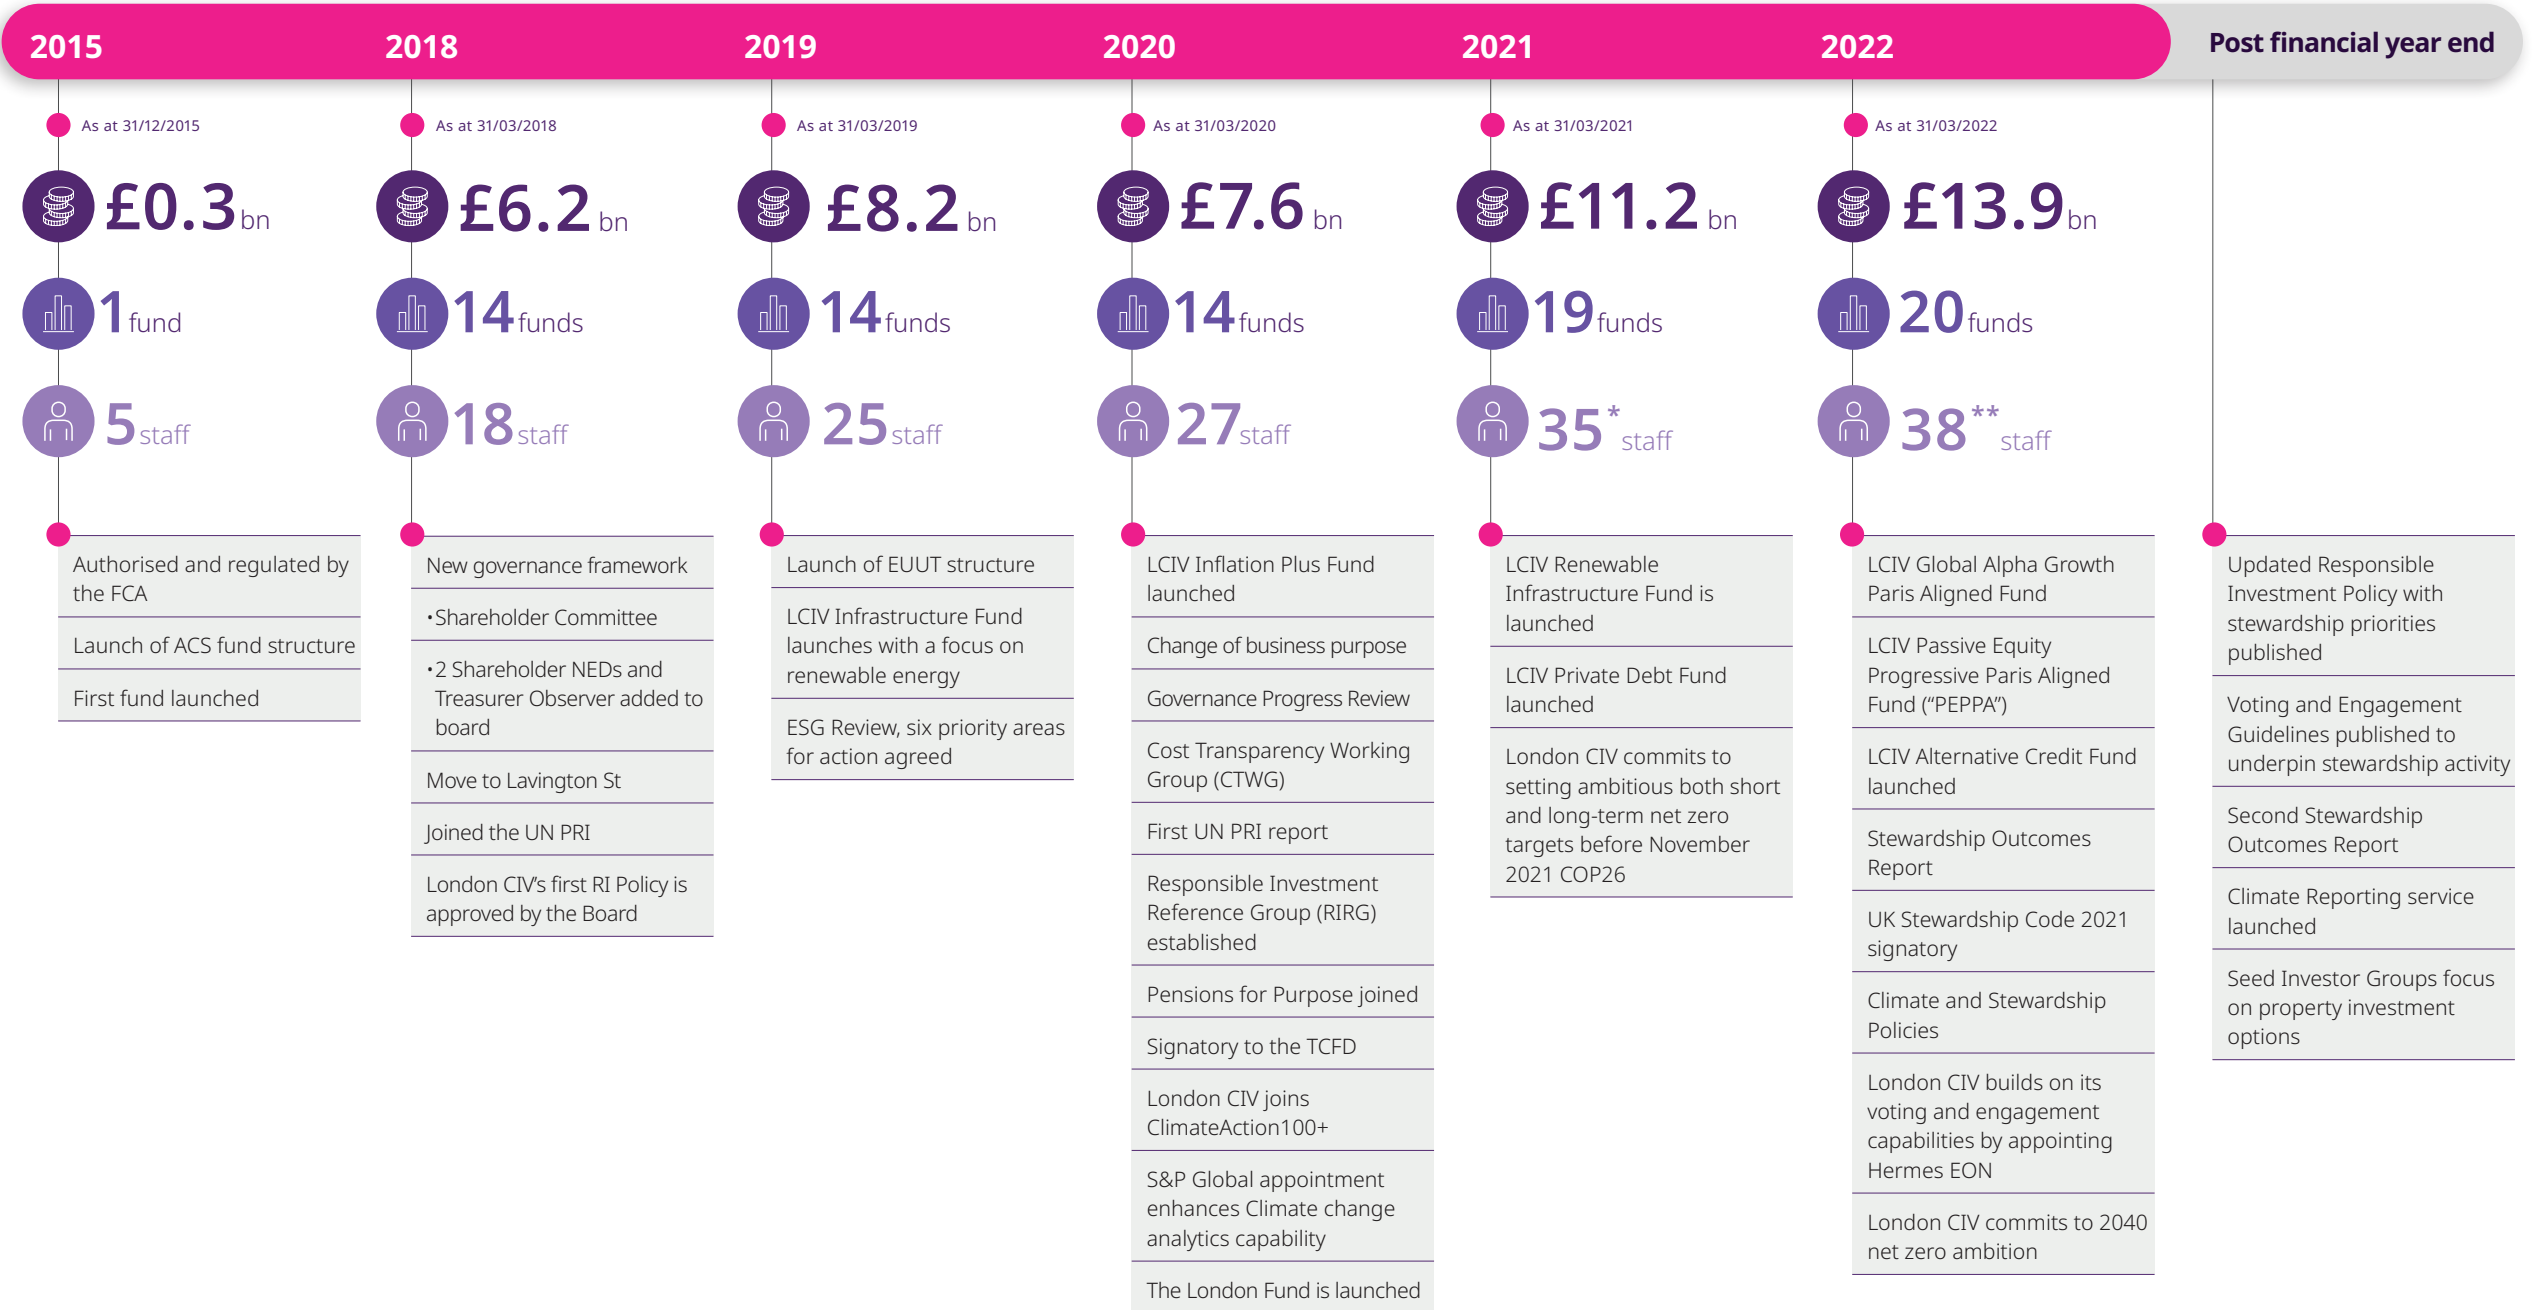 2015
2018
2019
2020
2021
2022
Post financial year end
As at 31/12/2015
£0.3 bn
1 fund
5 staff
Authorised and regulated by
the FCA
Launch of ACS fund structure
First fund launched
As at 31/03/2018
£6.2 bn
14 funds
18 staff
New governance framework
•Shareholder Committee
•2 Shareholder NEDs and
Treasurer Observer added to
board
Move to Lavington St
Joined the UN PRI
London CIV's first RI Policy is
approved by the Board
As at 31/03/2019
£8.2 bn
14 funds
25 staff
Launch of EUUT structure
LCIV Infrastructure Fund
launches with a focus on
renewable energy
ESG Review, six priority areas
for action agreed
As at 31/03/2020
£7.6 bn
14 funds
27 staff
LCIV Inflation Plus Fund
launched
Change of business purpose
Governance Progress Review
Cost Transparency Working
Group (CTWG)
First UN PRI report
Responsible Investment
Reference Group (RIRG)
established
Pensions for Purpose joined
Signatory to the TCFD
London CIV joins
ClimateAction100+
S&P Global appointment
enhances Climate change
analytics capability
The London Fund is launched
As at 31/03/2021
£11.2 bn
19 funds
35* staff
LCIV Renewable
Infrastructure Fund is
launched
LCIV Private Debt Fund
launched
London CIV commits to
setting ambitious both short
and long-term net zero
targets before November
2021 COP26
As at 31/03/2022
£13.9 bn
20 funds
38** staff
LCIV Global Alpha Growth
Paris Aligned Fund
LCIV Passive Equity
Progressive Paris Aligned
Fund (“PEPPA”)
LCIV Alternative Credit Fund
launched
Stewardship Outcomes
Report
UK Stewardship Code 2021
signatory
Climate and Stewardship
Policies
London CIV builds on its
voting and engagement
capabilities by appointing
Hermes EON
London CIV commits to 2040
net zero ambition
Updated Responsible
Investment Policy with
stewardship priorities
published
Voting and Engagement
Guidelines published to
underpin stewardship activity
Second Stewardship
Outcomes Report
Climate Reporting service
launched
Seed Investor Groups focus
on property investment
options